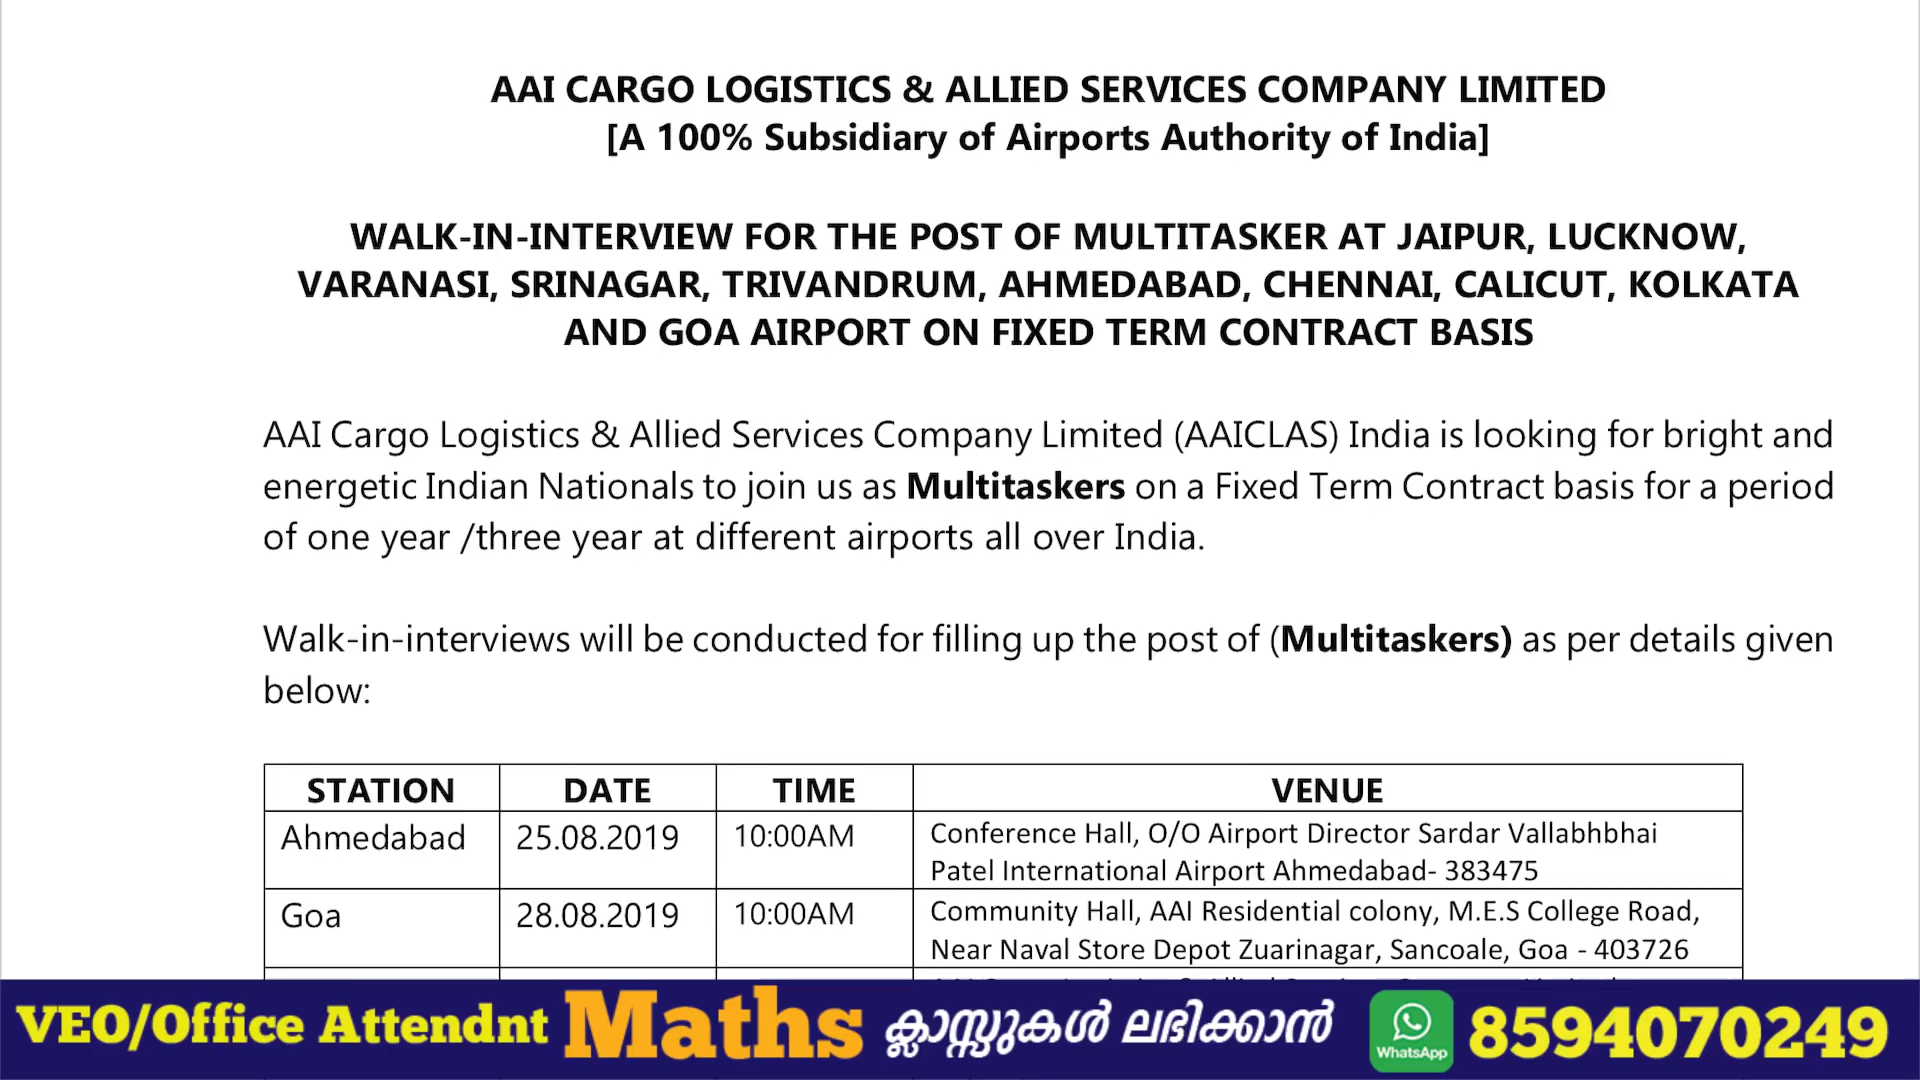 AAI CARGO LOGISTICS & ALLIED SERVICES COMPANY LIMITED
[A 100% Subsidiary of Airports Authority of India]
WALK-IN-INTERVIEW FOR THE POST OF MULTITASKER AT JAIPUR, LUCKNOW,
VARANASI, SRINAGAR, TRIVANDRUM, AHMEDABAD, CHENNAI, CALICUT, KOLKATA
AND GOA AIRPORT ON FIXED TERM CONTRACT BASIS
AAI Cargo Logistics & Allied Services Company Limited (AAICLAS) India is looking for bright and
energetic Indian Nationals to join us as Multitaskers on a Fixed Term Contract basis for a period
of one year /three year at different airports all over India.
Walk-in-interviews will be conducted for filling up the post of (Multitaskers) as per details given
below:
STATION DATE TIME VENUE
Ahmedabad 25.08.2019 10:00AM Conference Hall, O/O Airport Director Sardar Vallabhbhai
Patel International Airport Ahmedabad- 383475
Goa 28.08.2019 10:00AM Community Hall, AAI Residential colony, M.E.S College Road,
Near Naval Store Depot Zuarinagar, Sancoale, Goa - 403726
VEO/Office Attendnt Maths ക്ലാസ്സുകൾ ലഭിക്കാൻ WhatsApp 8594070249